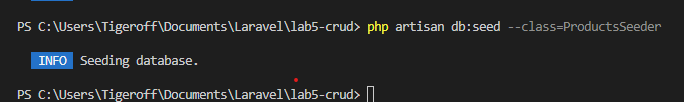 PS C:\Users\Tigeroff\Documents\Laravel\lab5-crud> php artisan db:seed --class=ProductsSeeder
INFO Seeding database.
PS C:\Users\Tigeroff\Documents\Laravel\lab5-crud>